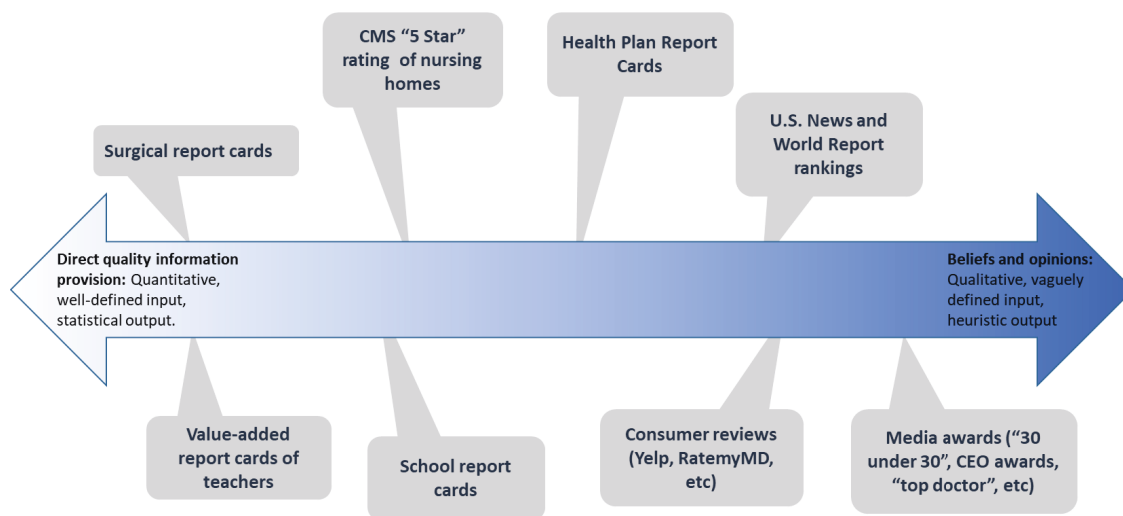 CMS “5 Star”
rating of nursing
homes
Health Plan Report
Cards
U.S. News and
World Report
rankings
Surgical report cards
Direct quality information
provision: Quantitative,
well-defined input,
statistical output.
Beliefs and opinions:
Qualitative, vaguely
defined input,
heuristic output
Value-added
report cards of
teachers
School report
cards
Consumer reviews
(Yelp, RatemyMD,
etc)
Media awards (“30
under 30”, CEO awards,
“top doctor”, etc)